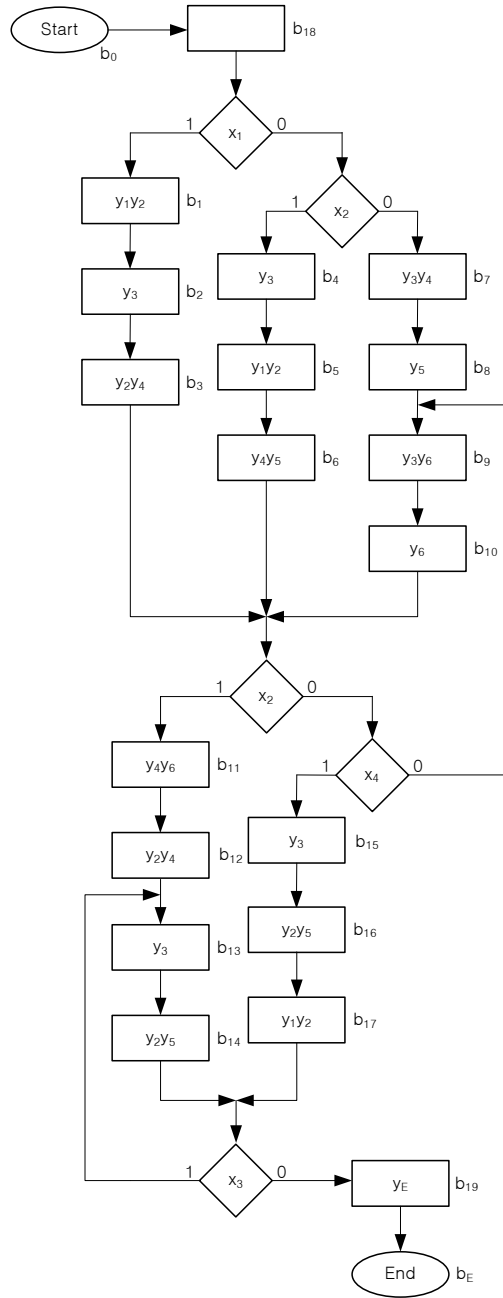 Start
b₀
b₁₈
1 x₁ 0
y₁y₂ b₁
1 x₂ 0
y₃ b₂
y₃ b₄
y₃y₄ b₇
y₂y₄ b₃
y₁y₂ b₅
y₅ b₈
y₄y₅ b₆
y₃y₆ b₉
y₆ b₁₀
1 x₂ 0
y₄y₆ b₁₁
1 x₄ 0
y₂y₄ b₁₂
y₃ b₁₅
y₃ b₁₃
y₂y₅ b₁₆
y₂y₅ b₁₄
y₁y₂ b₁₇
1 x₃ 0
y_E b₁₉
End b_E